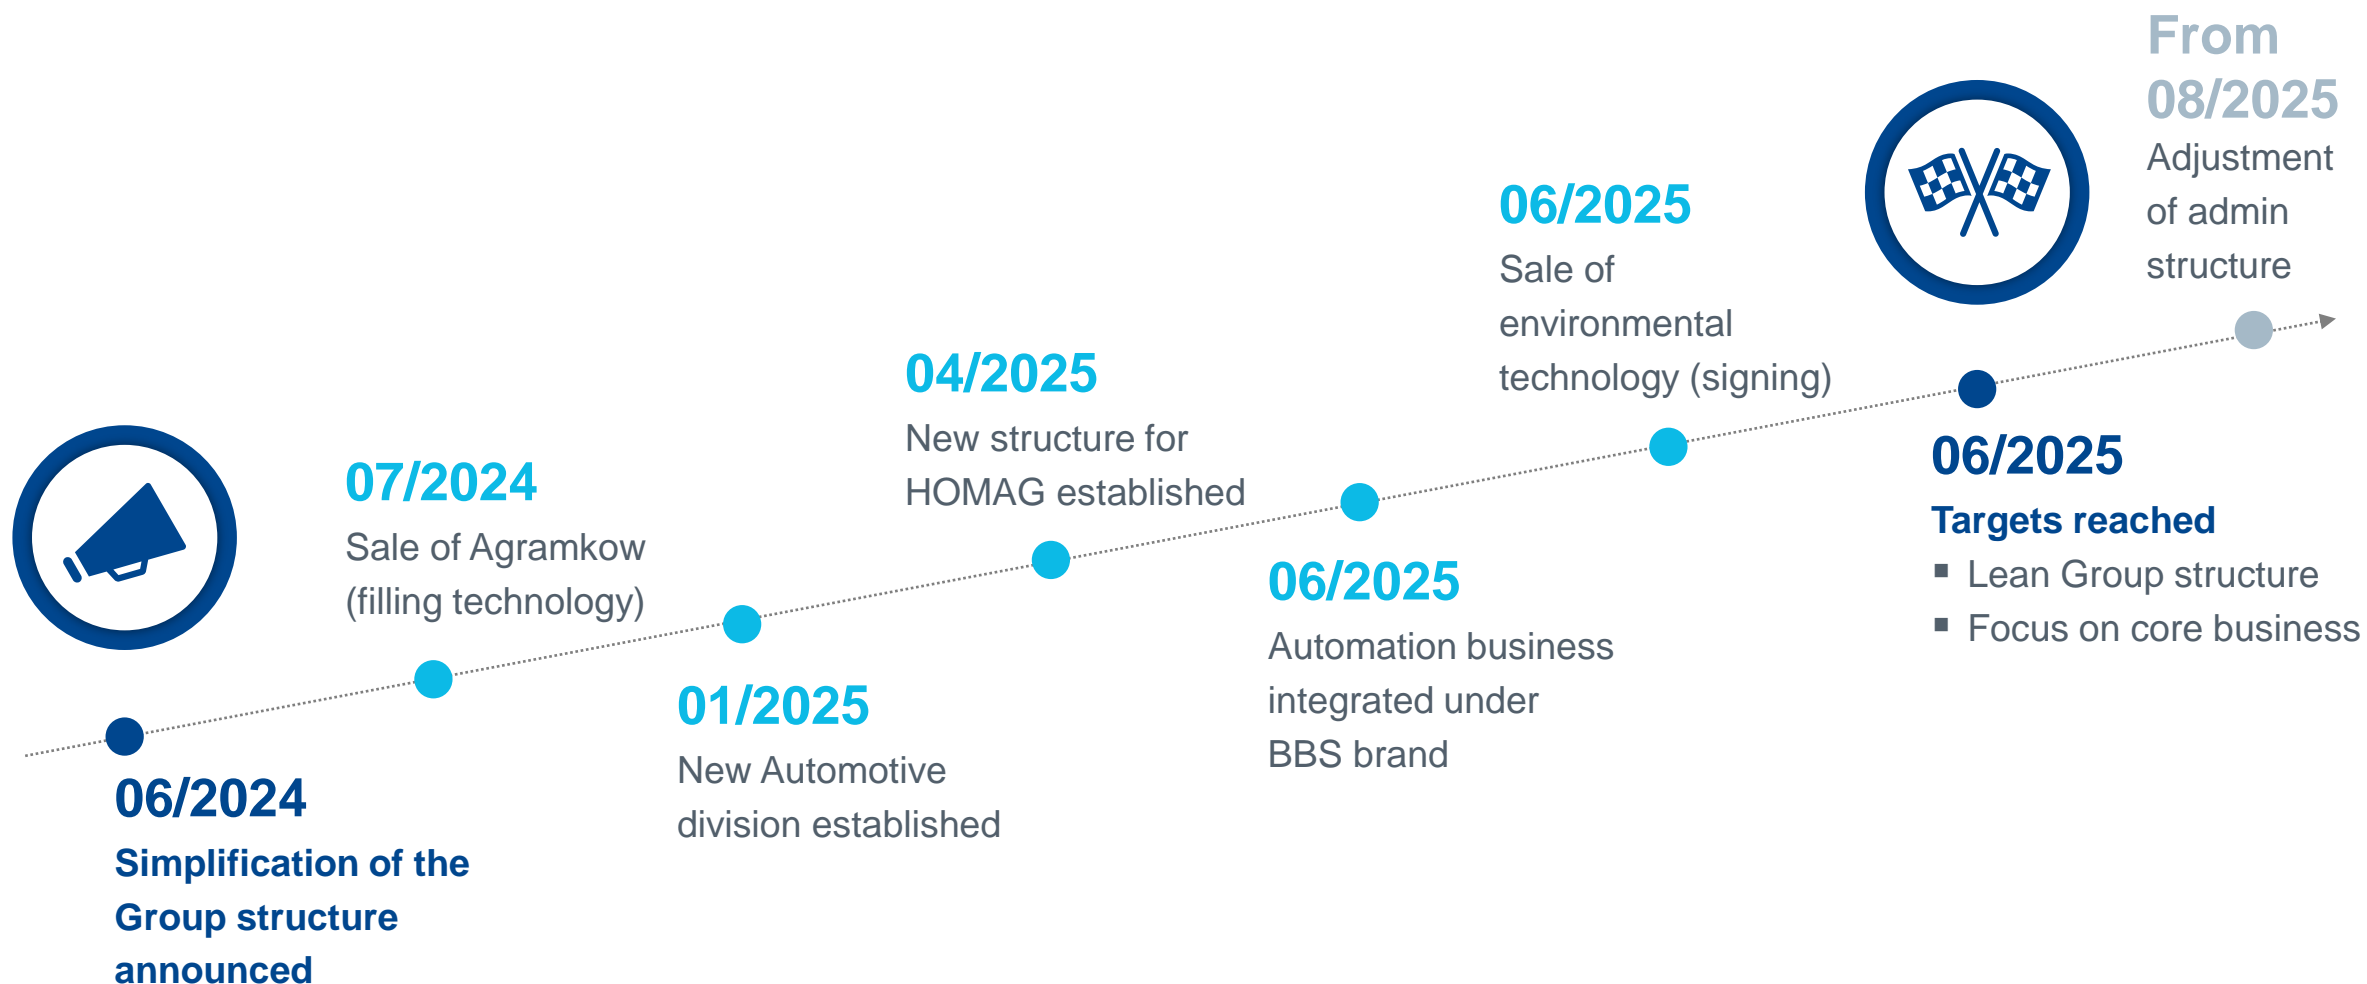 06/2024
Simplification of the
Group structure
announced
07/2024
Sale of Agramkow
(filling technology)
01/2025
New Automotive
division established
04/2025
New structure for
HOMAG established
06/2025
Automation business
integrated under
BBS brand
06/2025
Sale of
environmental
technology (signing)
06/2025
Targets reached
▪ Lean Group structure
▪ Focus on core business
From
08/2025
Adjustment
of admin
structure